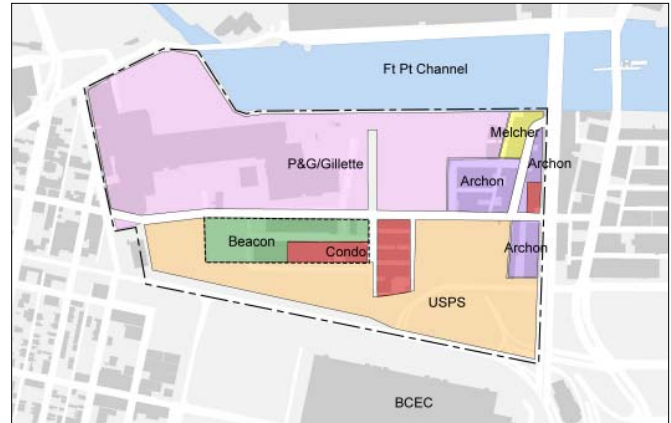 Ft Pt Channel
Melcher
P&G/Gillette
Archon
Archon
Beacon
Condo
Archon
USPS
BCEC